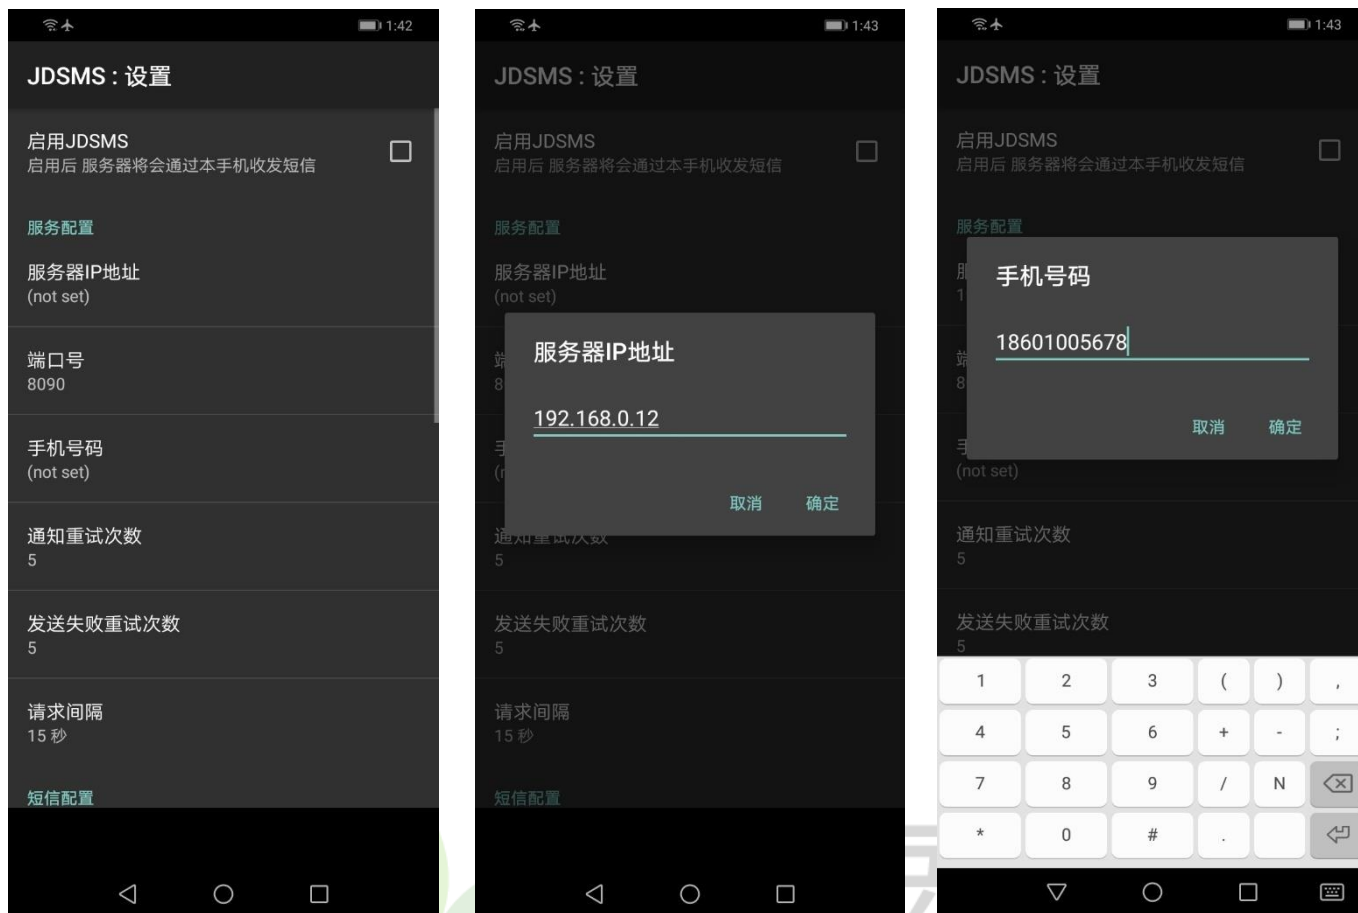 1:42
JDSMS : 设置
启用JDSMS
启用后 服务器将会通过本手机收发短信
服务配置
服务器IP地址
(not set)
端口号
8090
手机号码
(not set)
通知重试次数
5
发送失败重试次数
5
请求间隔
15 秒
短信配置
1:43
JDSMS : 设置
启用JDSMS
启用后 服务器将会通过本手机收发短信
服务配置
服务器IP地址
(not set)
服务器IP地址
192.168.0.12
取消 确定
通知重试次数
5
发送失败重试次数
5
请求间隔
15 秒
短信配置
1:43
JDSMS : 设置
启用JDSMS
启用后 服务器将会通过本手机收发短信
服务配置
手机号码
18601005678
取消 确定
(not set)
通知重试次数
5
发送失败重试次数
5
1 2 3 ( ) ,
4 5 6 + - ;
7 8 9 / N
* 0 # .